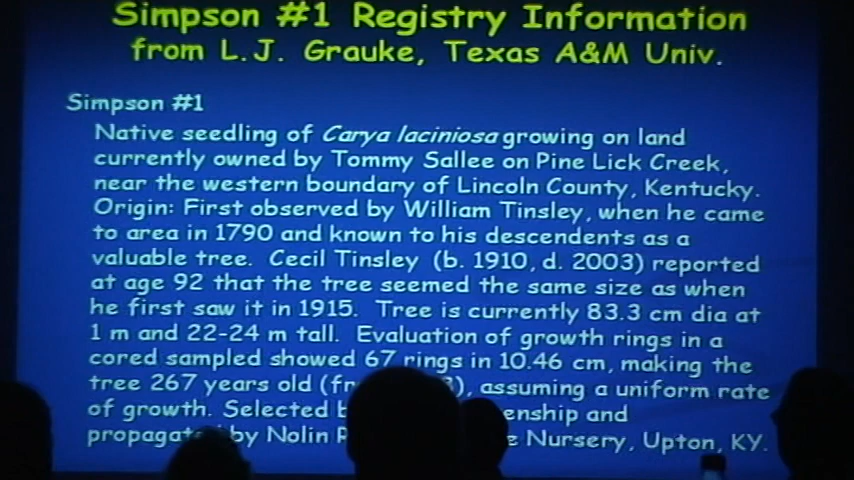 Simpson #1 Registry Information
from L.J. Grauke, Texas A&M Univ.
Simpson #1
Native seedling of Carya laciniosa growing on land
currently owned by Tommy Sallee on Pine Lick Creek,
near the western boundary of Lincoln County, Kentucky.
Origin: First observed by William Tinsley, when he came
to area in 1790 and known to his descendents as a
valuable tree. Cecil Tinsley (b. 1910, d. 2003) reported
at age 92 that the tree seemed the same size as when
he first saw it in 1915. Tree is currently 83.3 cm dia at
1 m and 22-24 m tall. Evaluation of growth rings in a
cored sampled showed 67 rings in 10.46 cm, making the
tree 267 years old assuming a uniform rate
of growth. Selected and
by Nolin Nursery, Upton, KY.